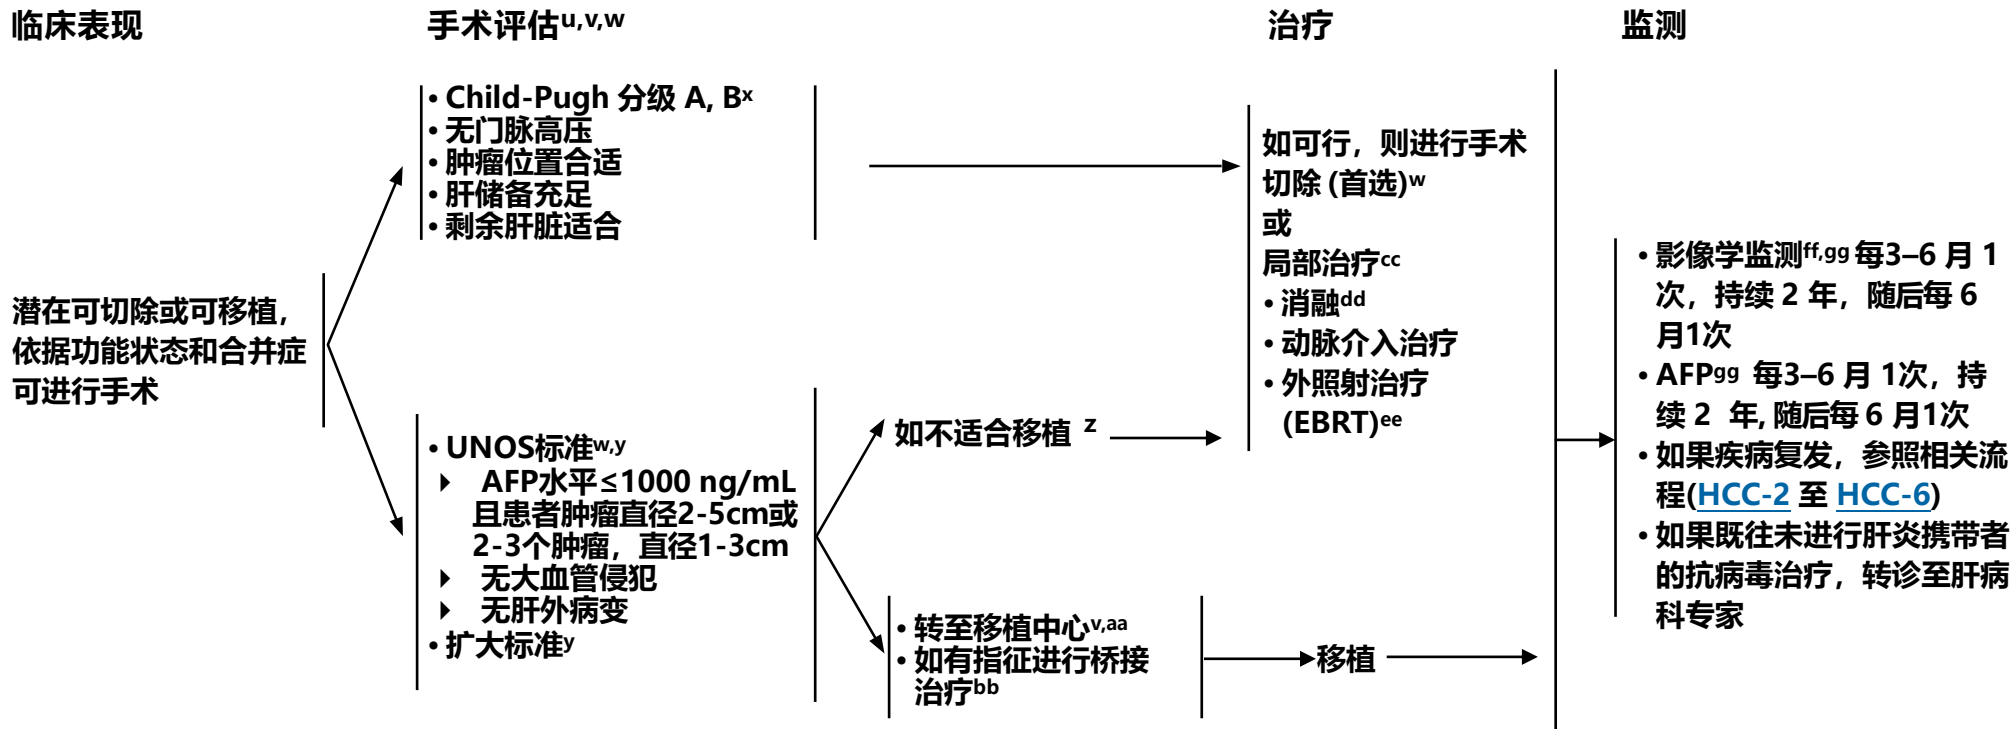 临床表现
手术评估u,v,w
治疗
监测
潜在可切除或可移植，
依据功能状态和合并症
可进行手术
• Child-Pugh 分级 A, Bx
• 无门脉高压
• 肿瘤位置合适
• 肝储备充足
• 剩余肝脏适合
• UNOS标准w,y
AFP水平≤1000 ng/mL
且患者肿瘤直径2-5cm或
2-3个肿瘤，直径1-3cm
无大血管侵犯
无肝外病变
• 扩大标准y
如不适合移植 z
• 转至移植中心v,aa
• 如有指征进行桥接
治疗bb
移植
如可行，则进行手术
切除 (首选)w
或
局部治疗cc
• 消融dd
• 动脉介入治疗
• 外照射治疗
(EBRT)ee
• 影像学监测ff,gg 每3–6 月 1
次，持续 2 年，随后每 6
月1次
• AFPgg 每3–6 月 1次，持
续 2 年, 随后每 6 月1次
• 如果疾病复发，参照相关流
程(HCC-2 至 HCC-6)
• 如果既往未进行肝炎携带者
的抗病毒治疗，转诊至肝病
科专家